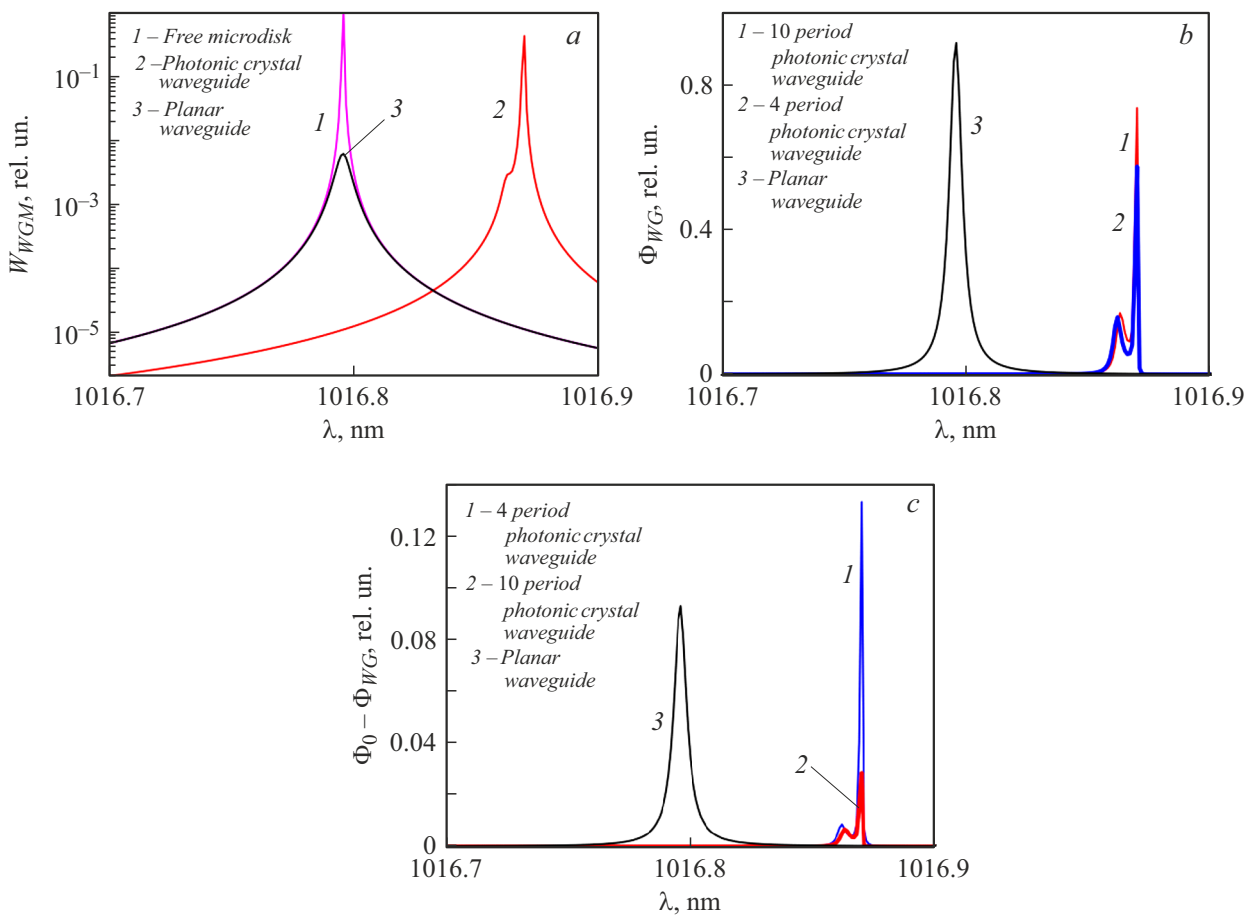 a
1 – Free microdisk
2 –Photonic crystal
waveguide
3 – Planar
waveguide
1
3
2
10⁻¹
10⁻³
10⁻⁵
W_WGM, rel. un.
1016.7
1016.8
1016.9
λ, nm
b
1 – 10 period
photonic crystal
waveguide
2 – 4 period
photonic crystal
waveguide
3 – Planar
waveguide
3
1
2
0.8
0.4
0
Φ_WG, rel. un.
1016.7
1016.8
1016.9
λ, nm
c
1 – 4 period
photonic crystal
waveguide
2 – 10 period
photonic crystal
waveguide
3 – Planar
waveguide
1
3
2
0.12
0.08
0.04
0
Φ₀ – Φ_WG, rel. un.
1016.7
1016.8
1016.9
λ, nm